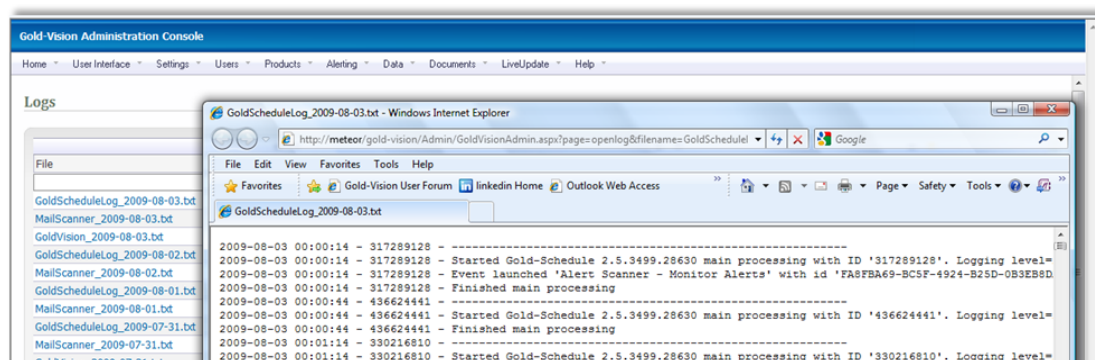 Gold-Vision Administration Console
Home User Interface Settings Users Products Alerting Data Documents LiveUpdate Help
Logs
File
GoldScheduleLog_2009-08-03.txt
MailScanner_2009-08-03.txt
GoldVision_2009-08-03.txt
GoldScheduleLog_2009-08-02.txt
MailScanner_2009-08-02.txt
GoldScheduleLog_2009-08-01.txt
MailScanner_2009-08-01.txt
GoldScheduleLog_2009-07-31.txt
MailScanner_2009-07-31.txt
GoldScheduleLog_2009-08-03.txt - Windows Internet Explorer
http://meteor/gold-vision/Admin/GoldVisionAdmin.aspx?page=openlog&filename=GoldSchedulel Google
File Edit View Favorites Tools Help
Favorites Gold-Vision User Forum linkedin Home Outlook Web Access » Page Safety Tools »
GoldScheduleLog_2009-08-03.txt
2009-08-03 00:00:14 - 317289128 - ------------------------------------------------------------
2009-08-03 00:00:14 - 317289128 - Started Gold-Schedule 2.5.3499.28630 main processing with ID '317289128'. Logging level=
2009-08-03 00:00:14 - 317289128 - Event launched 'Alert Scanner - Monitor Alerts' with id 'FA8FBA69-BC5F-4924-B25D-0B3EB8D
2009-08-03 00:00:14 - 317289128 - Finished main processing
2009-08-03 00:00:44 - 436624441 - ------------------------------------------------------------
2009-08-03 00:00:44 - 436624441 - Started Gold-Schedule 2.5.3499.28630 main processing with ID '436624441'. Logging level=
2009-08-03 00:00:44 - 436624441 - Finished main processing
2009-08-03 00:01:14 - 330216810 - ------------------------------------------------------------
2009-08-03 00:01:14 - 330216810 - Started Gold-Schedule 2.5.3499.28630 main processing with ID '330216810'. Logging level=